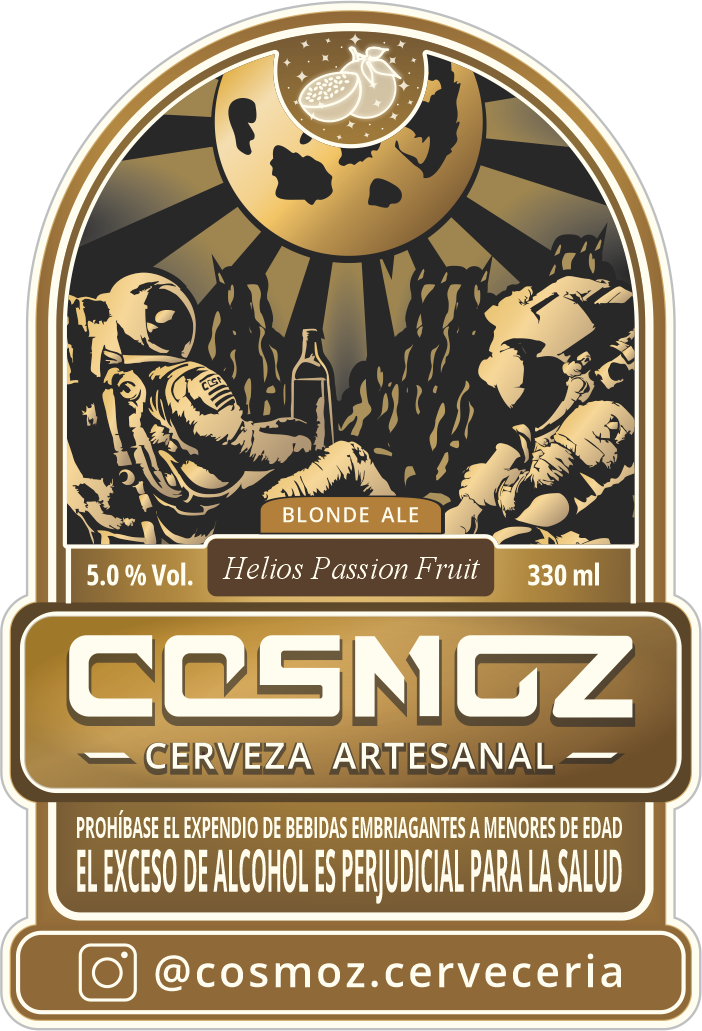 BLONDE ALE
5.0 % Vol.
Helios Passion Fruit
330 ml
COSMOZ
CERVEZA ARTESANAL
PROHÍBASE EL EXPENDIO DE BEBIDAS EMBRIAGANTES A MENORES DE EDAD
EL EXCESO DE ALCOHOL ES PERJUDICIAL PARA LA SALUD
@cosmoz.cerveceria